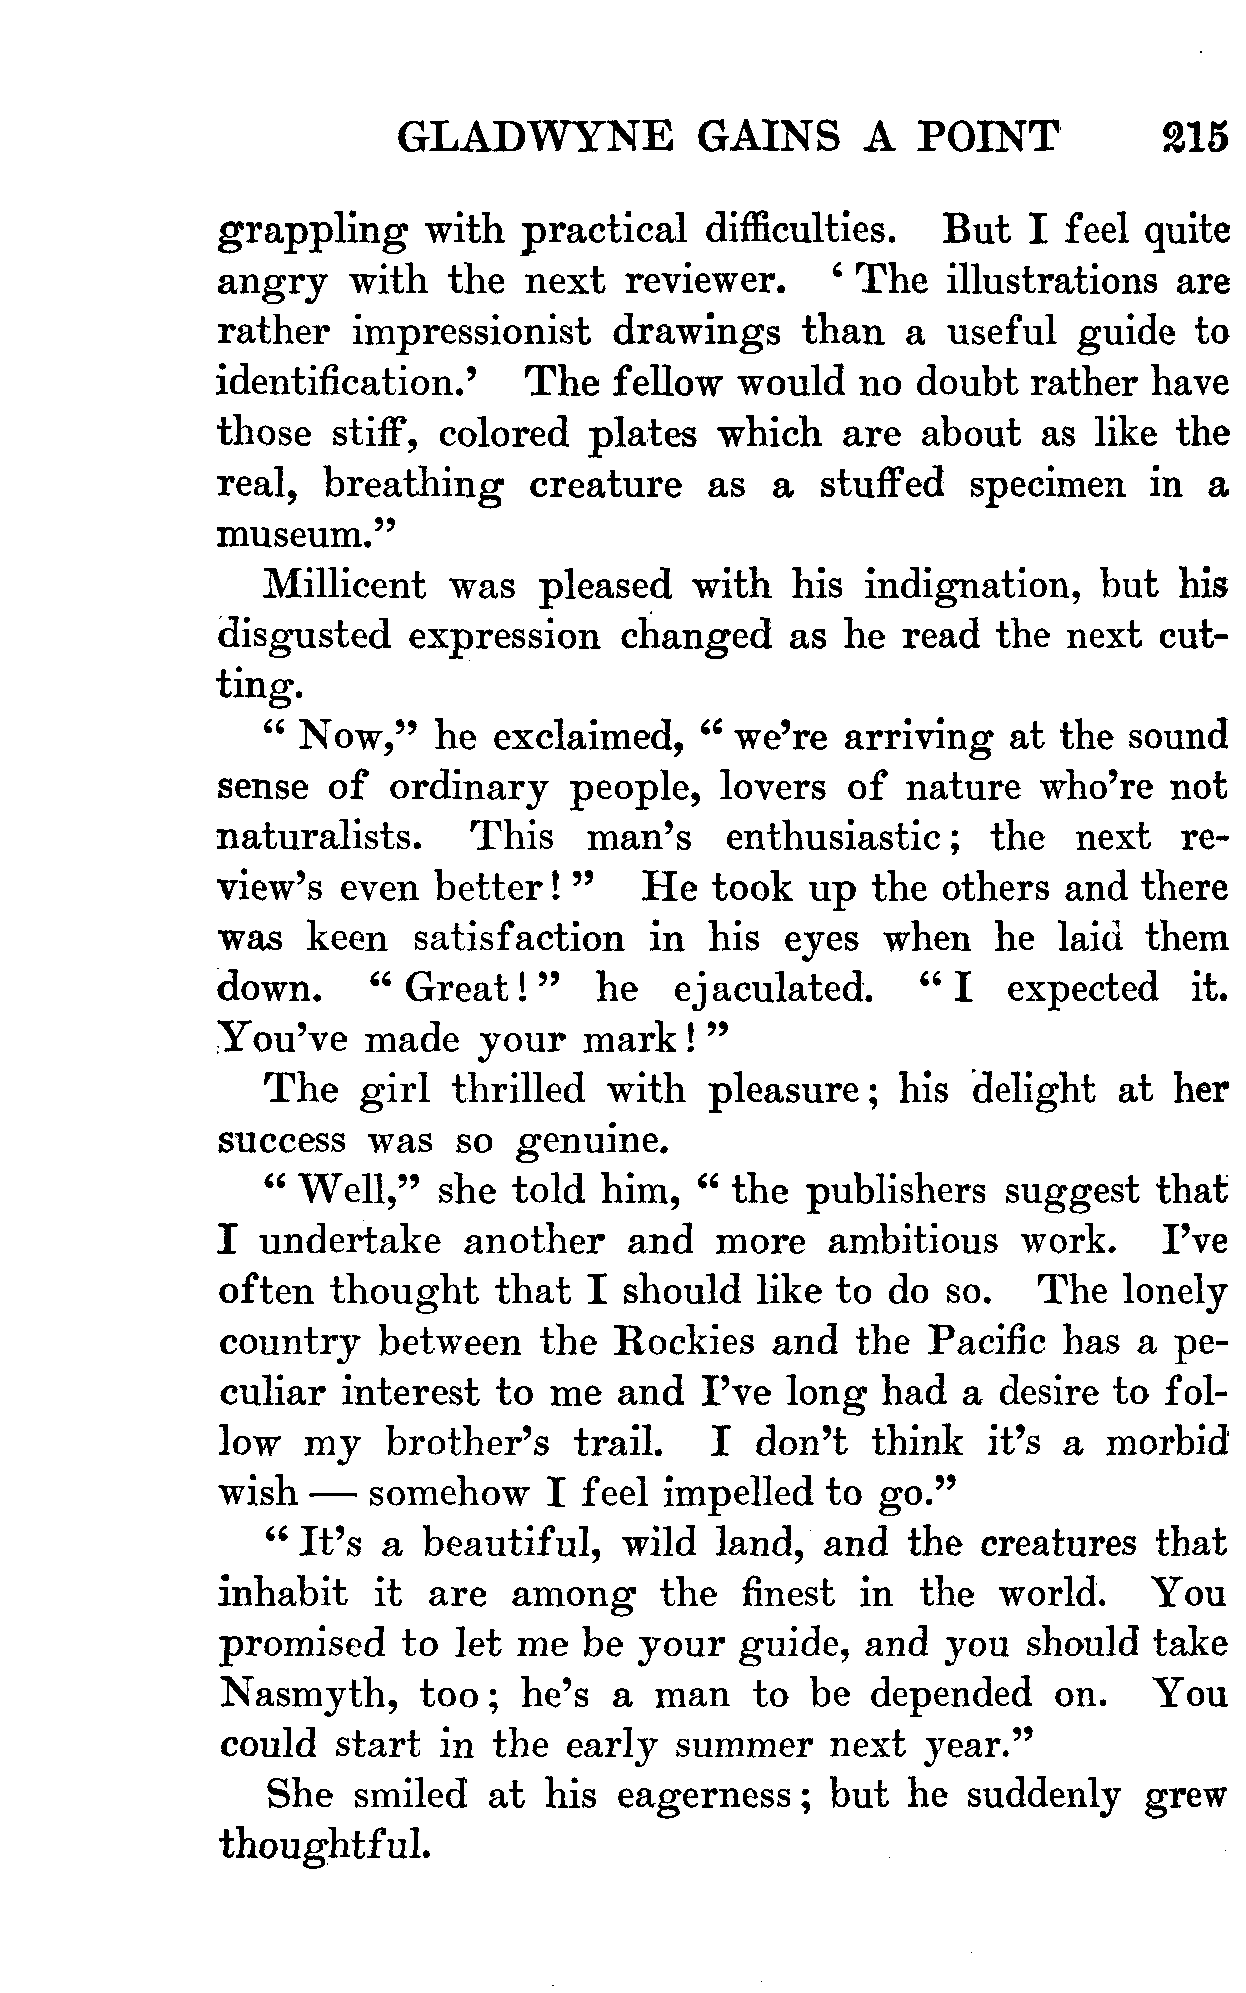 GLADWYNE GAINS A POINT 215
grappling with practical difficulties. But I feel quite
angry with the next reviewer. ‘ The illustrations are
rather impressionist drawings than a useful guide to
identification.’ The fellow would no doubt rather have
those stiff, colored plates which are about as like the
real, breathing creature as a stuffed specimen in a
museum.”
Millicent was pleased with his indignation, but his
disgusted expression changed as he read the next cut-
ting.
“ Now,” he exclaimed, “ we’re arriving at the sound
sense of ordinary people, lovers of nature who’re not
naturalists. This man’s enthusiastic ; the next re-
view’s even better ! ” He took up the others and there
was keen satisfaction in his eyes when he laid them
down. “ Great ! ” he ejaculated. “ I expected it.
You’ve made your mark ! ”
The girl thrilled with pleasure ; his delight at her
success was so genuine.
“ Well,” she told him, “ the publishers suggest that
I undertake another and more ambitious work. I’ve
often thought that I should like to do so. The lonely
country between the Rockies and the Pacific has a pe-
culiar interest to me and I’ve long had a desire to fol-
low my brother’s trail. I don’t think it’s a morbid
wish — somehow I feel impelled to go.”
“ It’s a beautiful, wild land, and the creatures that
inhabit it are among the finest in the world. You
promised to let me be your guide, and you should take
Nasmyth, too ; he’s a man to be depended on. You
could start in the early summer next year.”
She smiled at his eagerness ; but he suddenly grew
thoughtful.